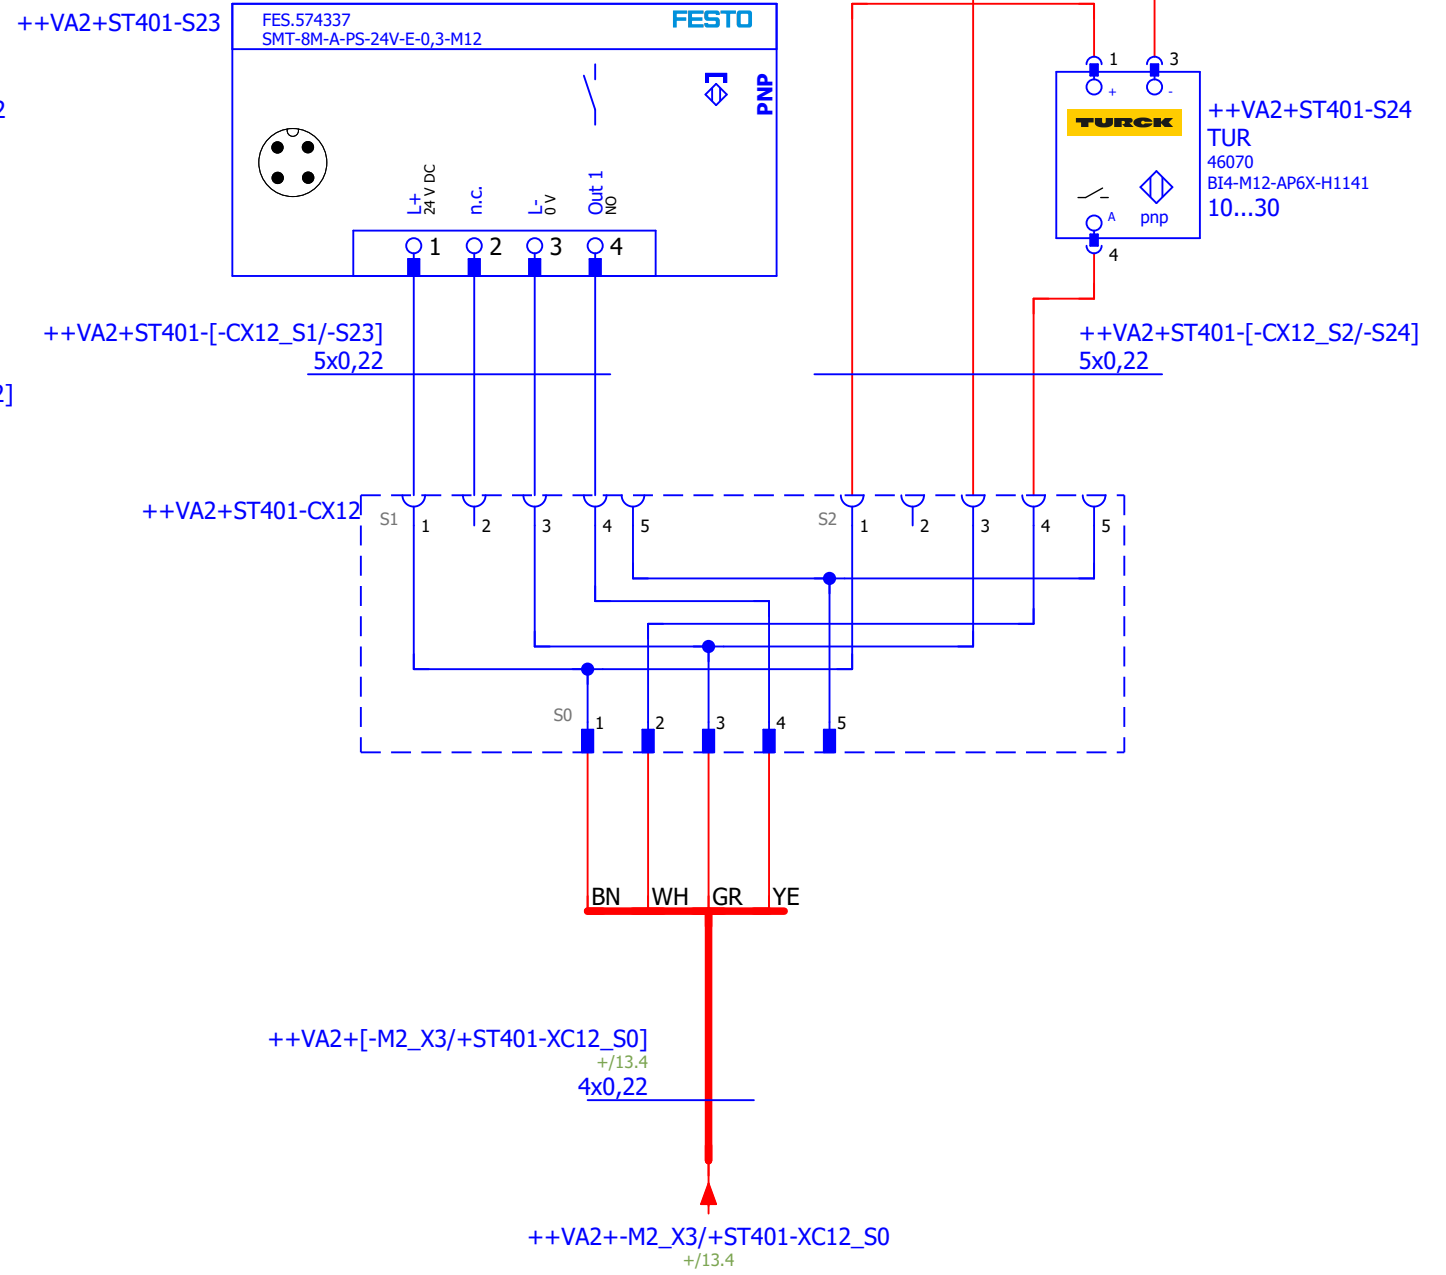 ++VA2+ST401-S23
FES.574337
SMT-8M-A-PS-24V-E-0,3-M12
FESTO
PNP
L+
24 V DC
n.c.
L-
0 V
Out 1
NO
1 2 3 4
1 3
+ -
TURCK
A
pnp
4
++VA2+ST401-S24
TUR
46070
BI4-M12-AP6X-H1141
10...30
2
++VA2+ST401-[-CX12_S1/-S23]
5x0,22
++VA2+ST401-[-CX12_S2/-S24]
5x0,22
2]
++VA2+ST401-CX12
S1 1 2 3 4 5
S2 1 2 3 4 5
S0 1 2 3 4 5
BN WH GR YE
++VA2+[-M2_X3/+ST401-XC12_S0]
+/13.4
4x0,22
++VA2+-M2_X3/+ST401-XC12_S0
+/13.4